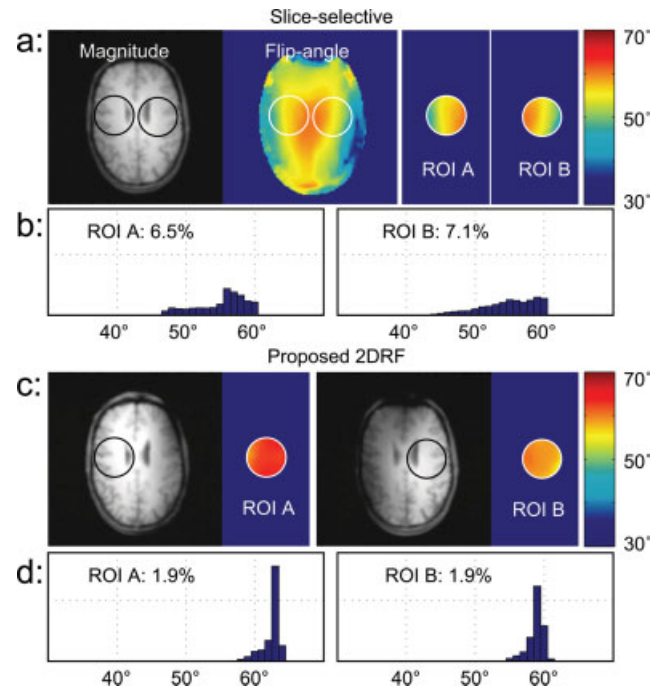 Slice-selective
a:
Magnitude
Flip-angle
ROI A
ROI B
70°
50°
30°
b:
ROI A: 6.5%
ROI B: 7.1%
40° 50° 60°
40° 50° 60°
Proposed 2DRF
c:
ROI A
ROI B
70°
50°
30°
d:
ROI A: 1.9%
ROI B: 1.9%
40° 50° 60°
40° 50° 60°